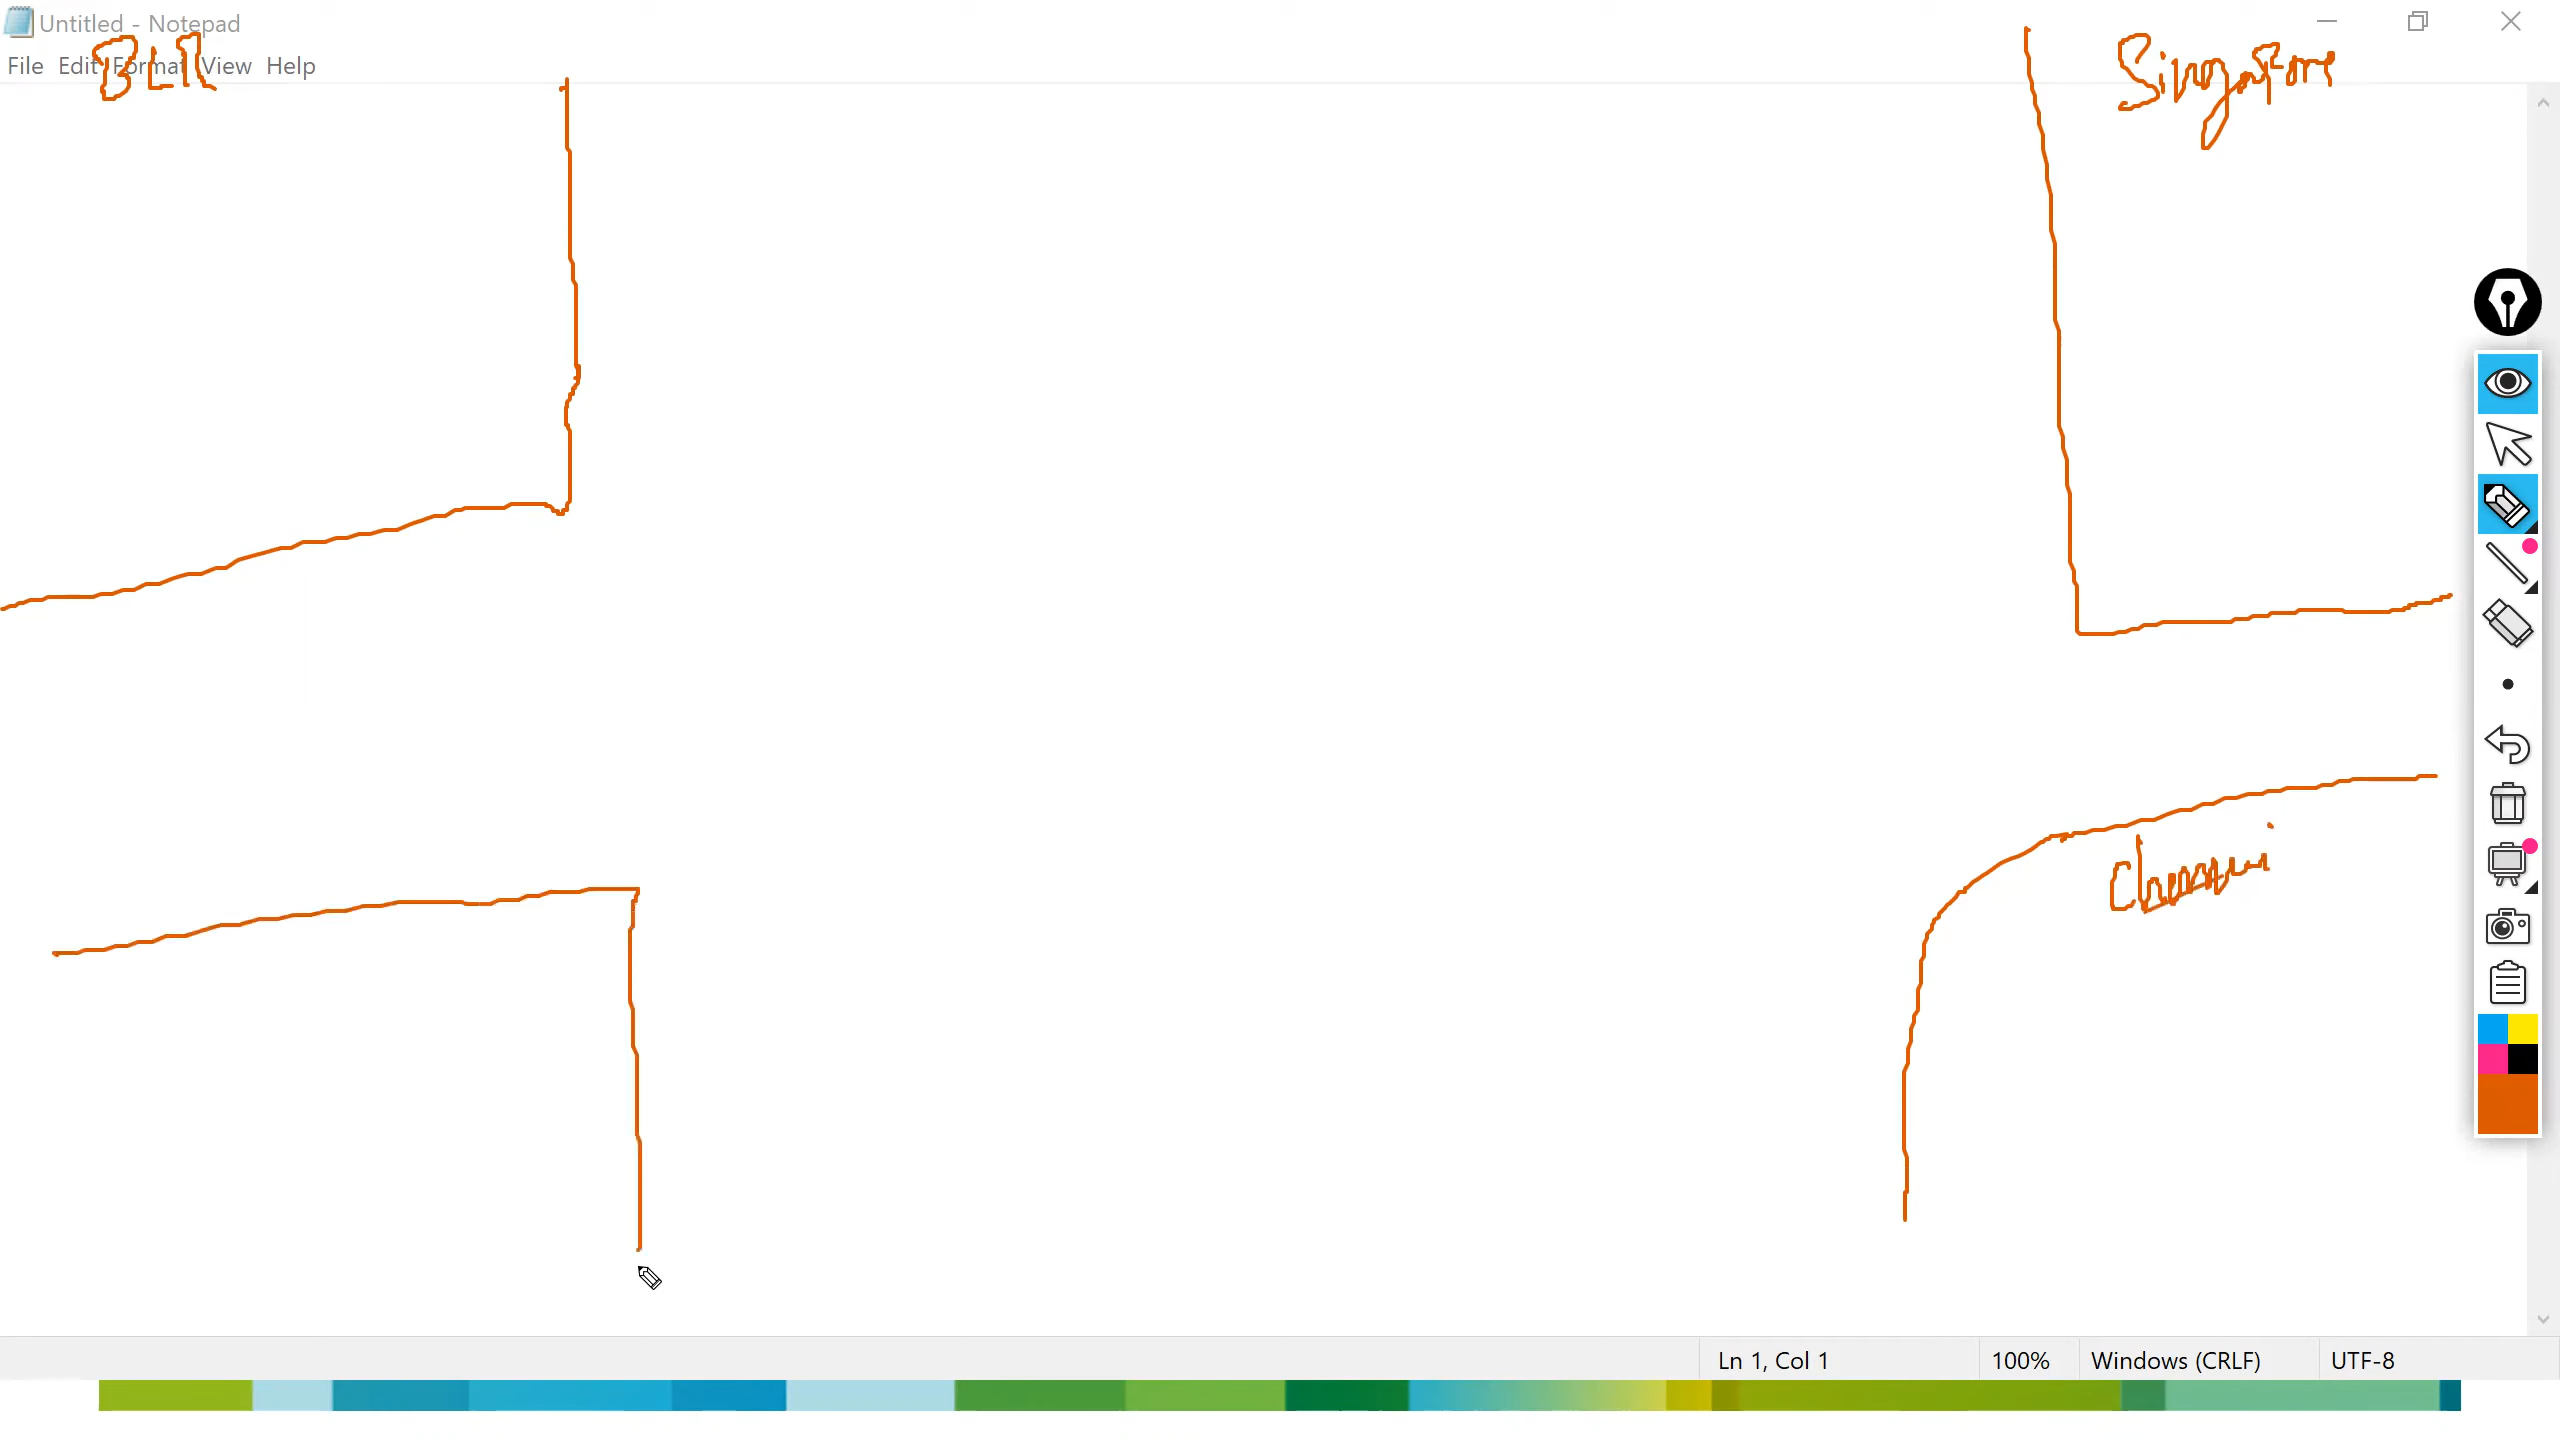 Untitled - Notepad
File Edit Format View Help
BLR
Singapore
Chennai
Ln 1, Col 1
100%
Windows (CRLF)
UTF-8